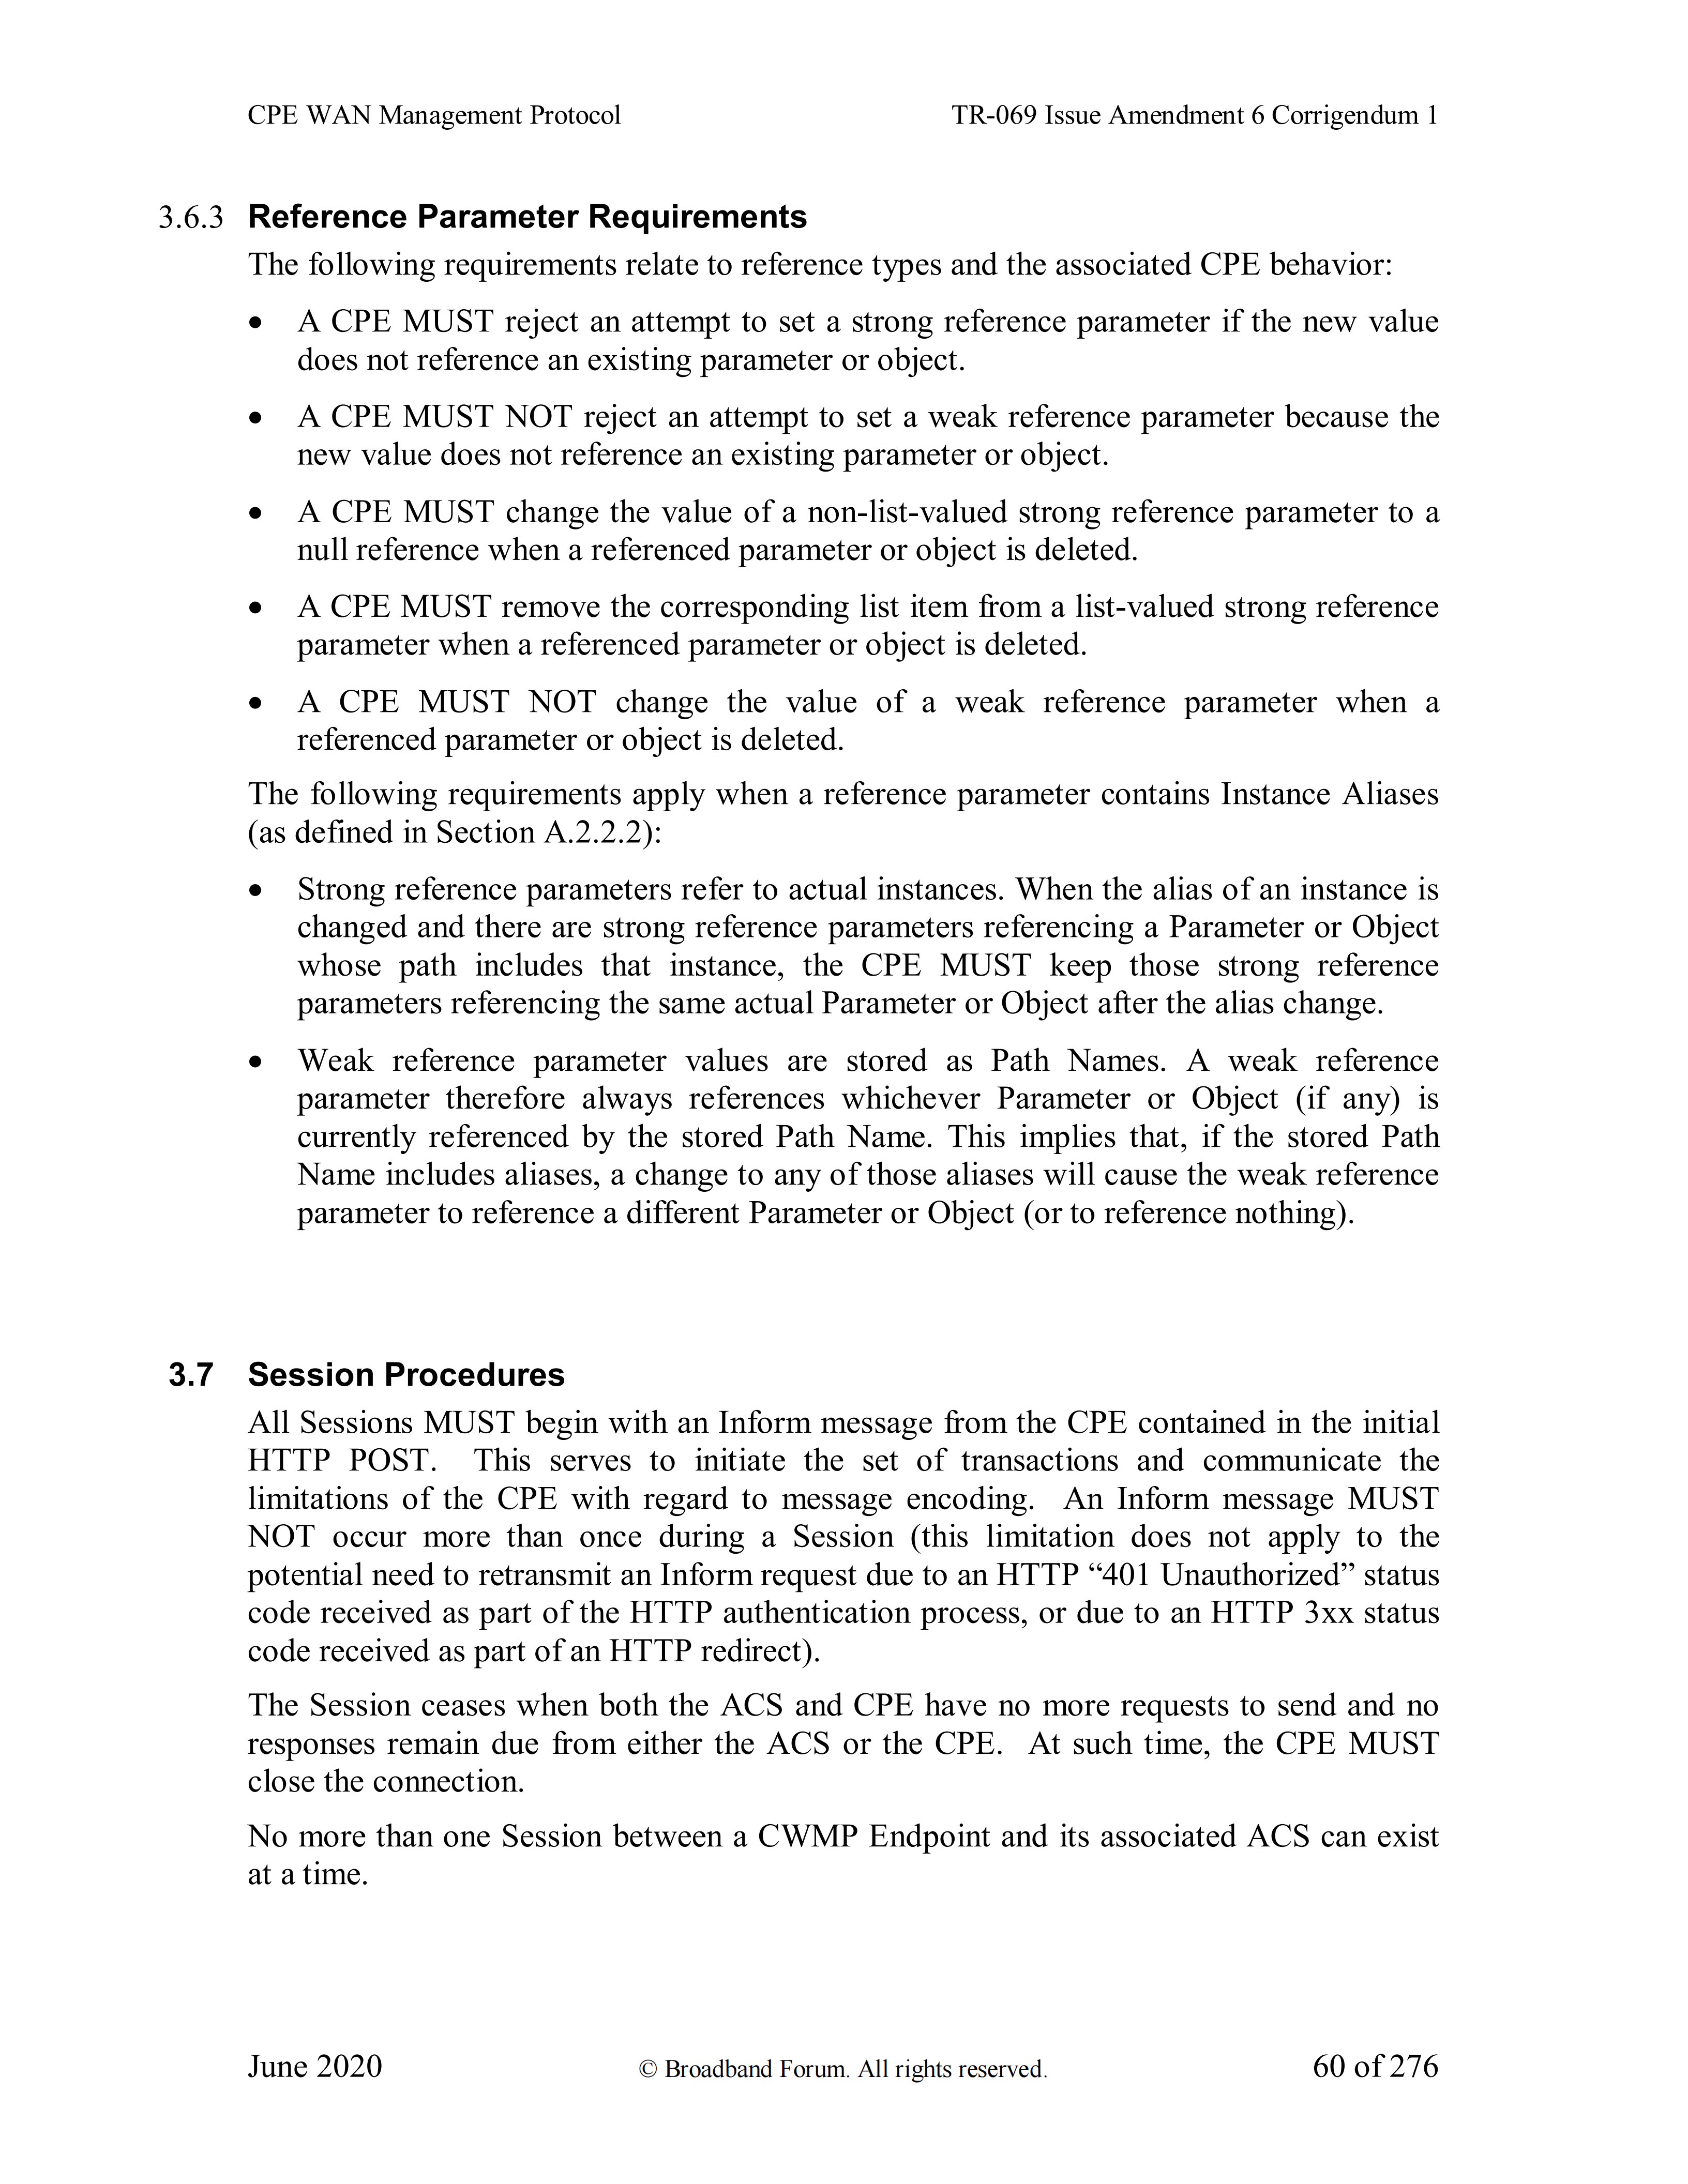 CPE WAN Management Protocol TR-069 Issue Amendment 6 Corrigendum 1
3.6.3 Reference Parameter Requirements
The following requirements relate to reference types and the associated CPE behavior:
• A CPE MUST reject an attempt to set a strong reference parameter if the new value
does not reference an existing parameter or object.
• A CPE MUST NOT reject an attempt to set a weak reference parameter because the
new value does not reference an existing parameter or object.
• A CPE MUST change the value of a non-list-valued strong reference parameter to a
null reference when a referenced parameter or object is deleted.
• A CPE MUST remove the corresponding list item from a list-valued strong reference
parameter when a referenced parameter or object is deleted.
• A CPE MUST NOT change the value of a weak reference parameter when a
referenced parameter or object is deleted.
The following requirements apply when a reference parameter contains Instance Aliases
(as defined in Section A.2.2.2):
• Strong reference parameters refer to actual instances. When the alias of an instance is
changed and there are strong reference parameters referencing a Parameter or Object
whose path includes that instance, the CPE MUST keep those strong reference
parameters referencing the same actual Parameter or Object after the alias change.
• Weak reference parameter values are stored as Path Names. A weak reference
parameter therefore always references whichever Parameter or Object (if any) is
currently referenced by the stored Path Name. This implies that, if the stored Path
Name includes aliases, a change to any of those aliases will cause the weak reference
parameter to reference a different Parameter or Object (or to reference nothing).
3.7 Session Procedures
All Sessions MUST begin with an Inform message from the CPE contained in the initial
HTTP POST. This serves to initiate the set of transactions and communicate the
limitations of the CPE with regard to message encoding. An Inform message MUST
NOT occur more than once during a Session (this limitation does not apply to the
potential need to retransmit an Inform request due to an HTTP “401 Unauthorized” status
code received as part of the HTTP authentication process, or due to an HTTP 3xx status
code received as part of an HTTP redirect).
The Session ceases when both the ACS and CPE have no more requests to send and no
responses remain due from either the ACS or the CPE. At such time, the CPE MUST
close the connection.
No more than one Session between a CWMP Endpoint and its associated ACS can exist
at a time.
June 2020 © Broadband Forum. All rights reserved. 60 of 276